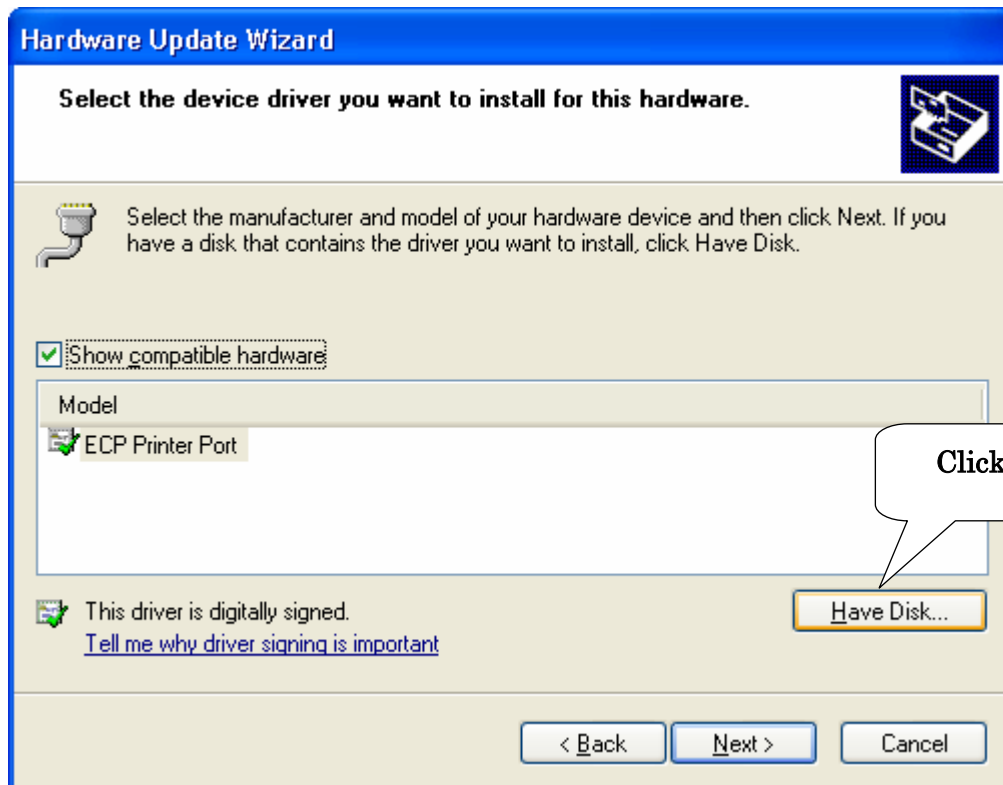 Hardware Update Wizard
Select the device driver you want to install for this hardware.
Select the manufacturer and model of your hardware device and then click Next. If you
have a disk that contains the driver you want to install, click Have Disk.
Show compatible hardware
Model
ECP Printer Port
Click
This driver is digitally signed.
Have Disk...
Tell me why driver signing is important
< Back
Next >
Cancel